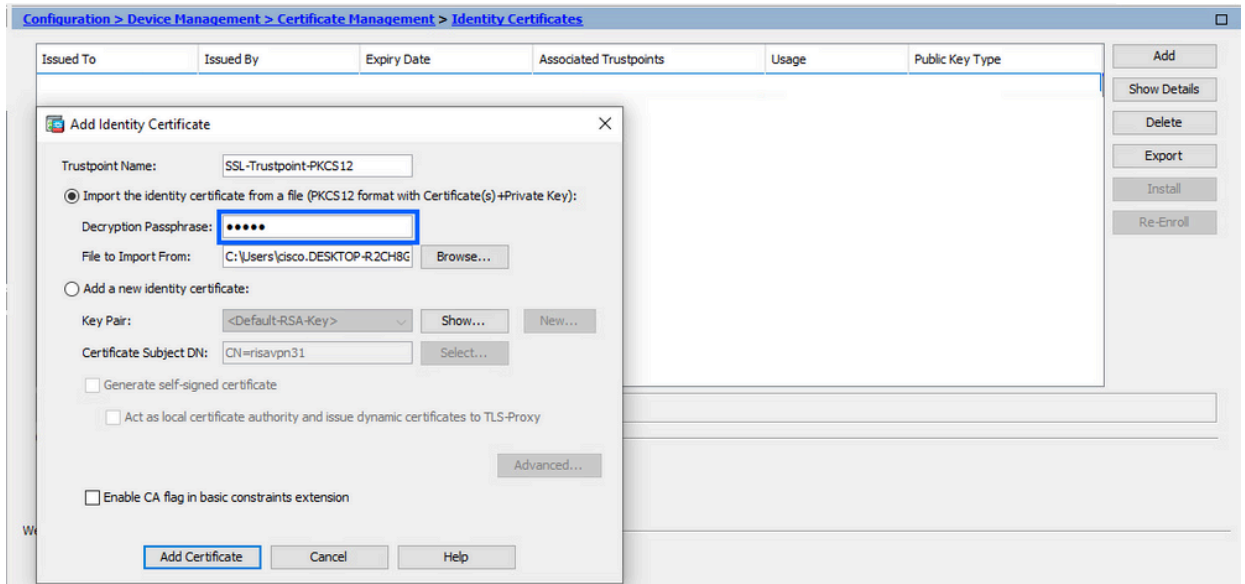 Configuration > Device Management > Certificate Management > Identity Certificates
Issued To Issued By Expiry Date Associated Trustpoints Usage Public Key Type
Add
Show Details
Delete
Export
Install
Re-Enroll
Add Identity Certificate
Trustpoint Name: SSL-Trustpoint-PKCS12
Import the identity certificate from a file (PKCS12 format with Certificate(s)+Private Key):
Decryption Passphrase: •••••
File to Import From: C:\Users\cisco.DESKTOP-R2CH8G Browse...
Add a new identity certificate:
Key Pair: <Default-RSA-Key> Show... New...
Certificate Subject DN: CN=risavpn31 Select...
Generate self-signed certificate
Act as local certificate authority and issue dynamic certificates to TLS-Proxy
Advanced...
Enable CA flag in basic constraints extension
Add Certificate Cancel Help